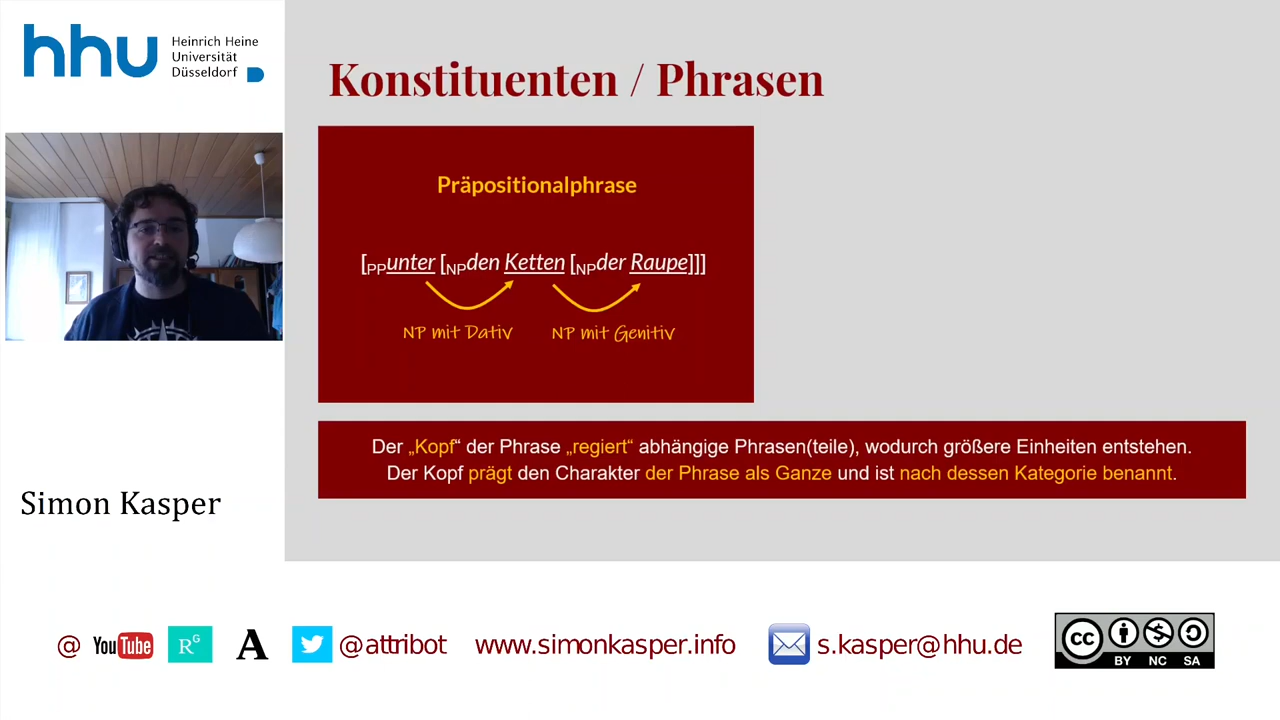 hhu Heinrich Heine
Universität
Düsseldorf
Konstituenten / Phrasen
Präpositionalphrase
[PPunter [NPden Ketten [NPder Raupe]]]
NP mit Dativ NP mit Genitiv
Der „Kopf“ der Phrase „regiert“ abhängige Phrasen(teile), wodurch größere Einheiten entstehen.
Der Kopf prägt den Charakter der Phrase als Ganze und ist nach dessen Kategorie benannt.
Simon Kasper
@ YouTube RG A @attribot www.simonkasper.info s.kasper@hhu.de
cc BY NC SA